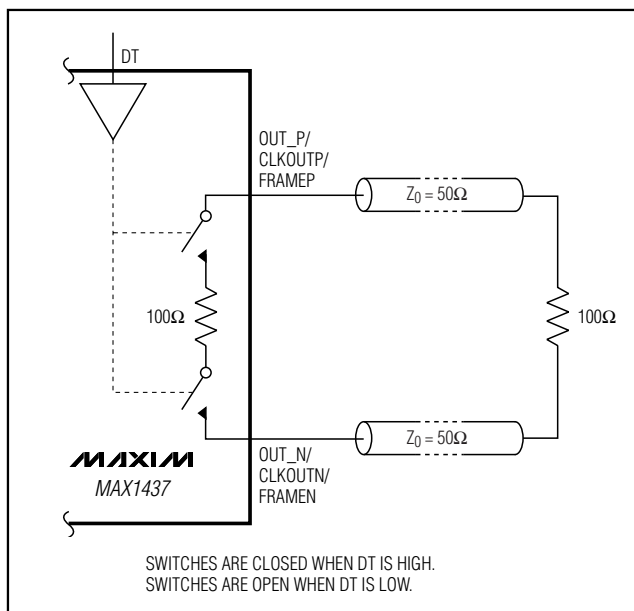 DT
OUT_P/
CLKOUTP/
FRAMEP
Z0 = 50Ω
100Ω
100Ω
Z0 = 50Ω
MAXIM
MAX1437
OUT_N/
CLKOUTN/
FRAMEN
SWITCHES ARE CLOSED WHEN DT IS HIGH.
SWITCHES ARE OPEN WHEN DT IS LOW.